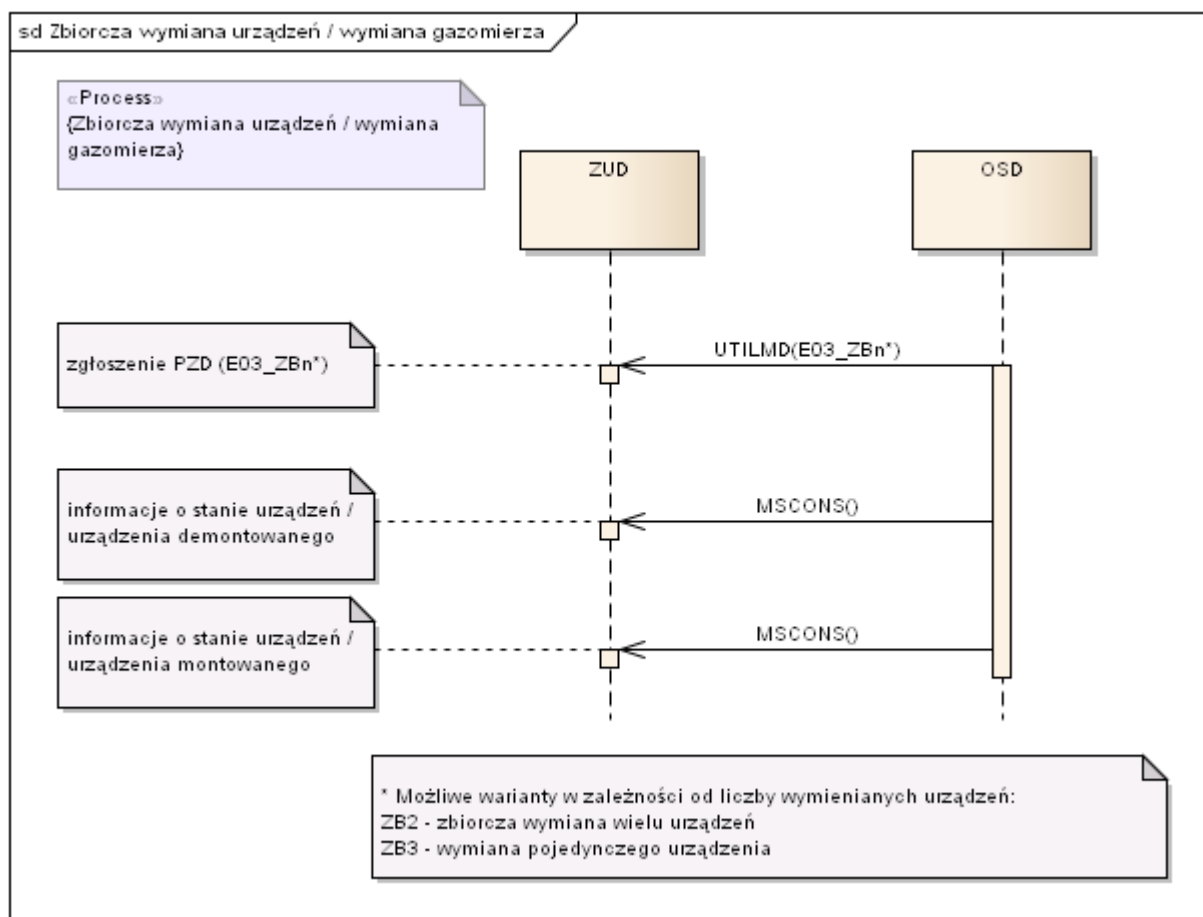 sd Zbiorcza wymiana urządzeń / wymiana gazomierza
«Process»
{Zbiorcza wymiana urządzeń / wymiana
gazomierza}
ZUD
OSD
zgłoszenie PZD (E03_ZBn*)
UTILMD(E03_ZBn*)
informacje o stanie urządzeń /
urządzenia demontowanego
MSCONS()
informacje o stanie urządzeń /
urządzenia montowanego
MSCONS()
* Możliwe warianty w zależności od liczby wymienianych urządzeń:
ZB2 - zbiorcza wymiana wielu urządzeń
ZB3 - wymiana pojedynczego urządzenia